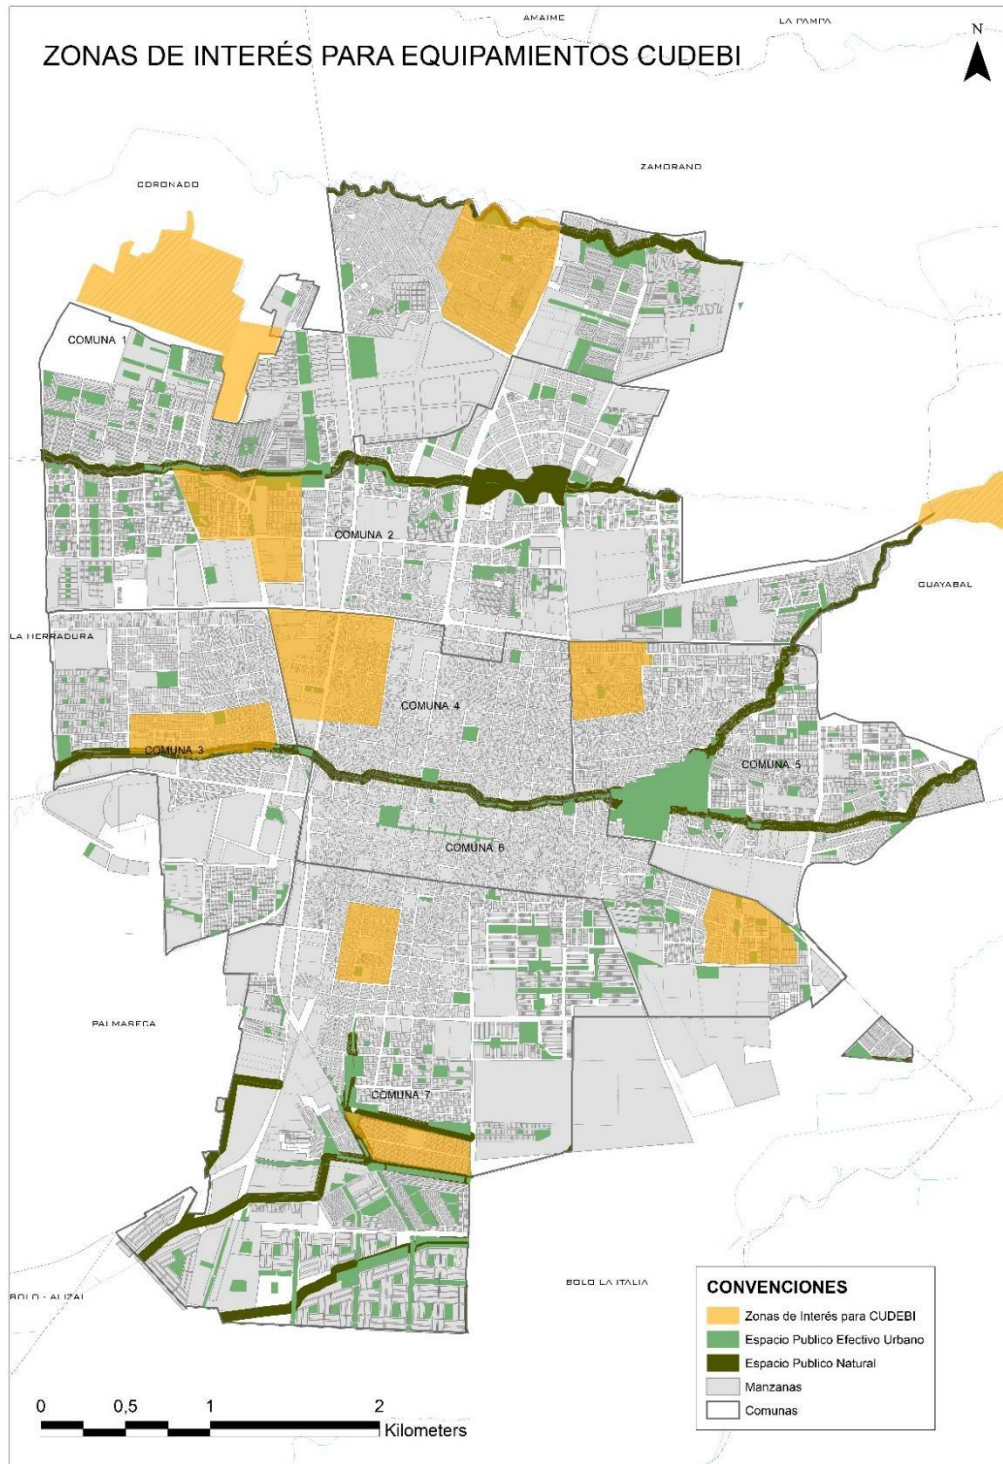 AMAIME
LA PAMPA
ZONAS DE INTERÉS PARA EQUIPAMIENTOS CUDEBI
N
ZAMORANO
CORONADO
COMUNA 1
COMUNA 2
GUAYABAL
LA HERRADURA
COMUNA 4
COMUNA 3
COMUNA 5
COMUNA 6
PALMASECA
COMUNA 7
BOLO LA ITALIA
BOLO - ALIZAL
CONVENCIONES
Zonas de Interés para CUDEBI
Espacio Publico Efectivo Urbano
Espacio Publico Natural
Manzanas
Comunas
0 0,5 1 2
Kilometers